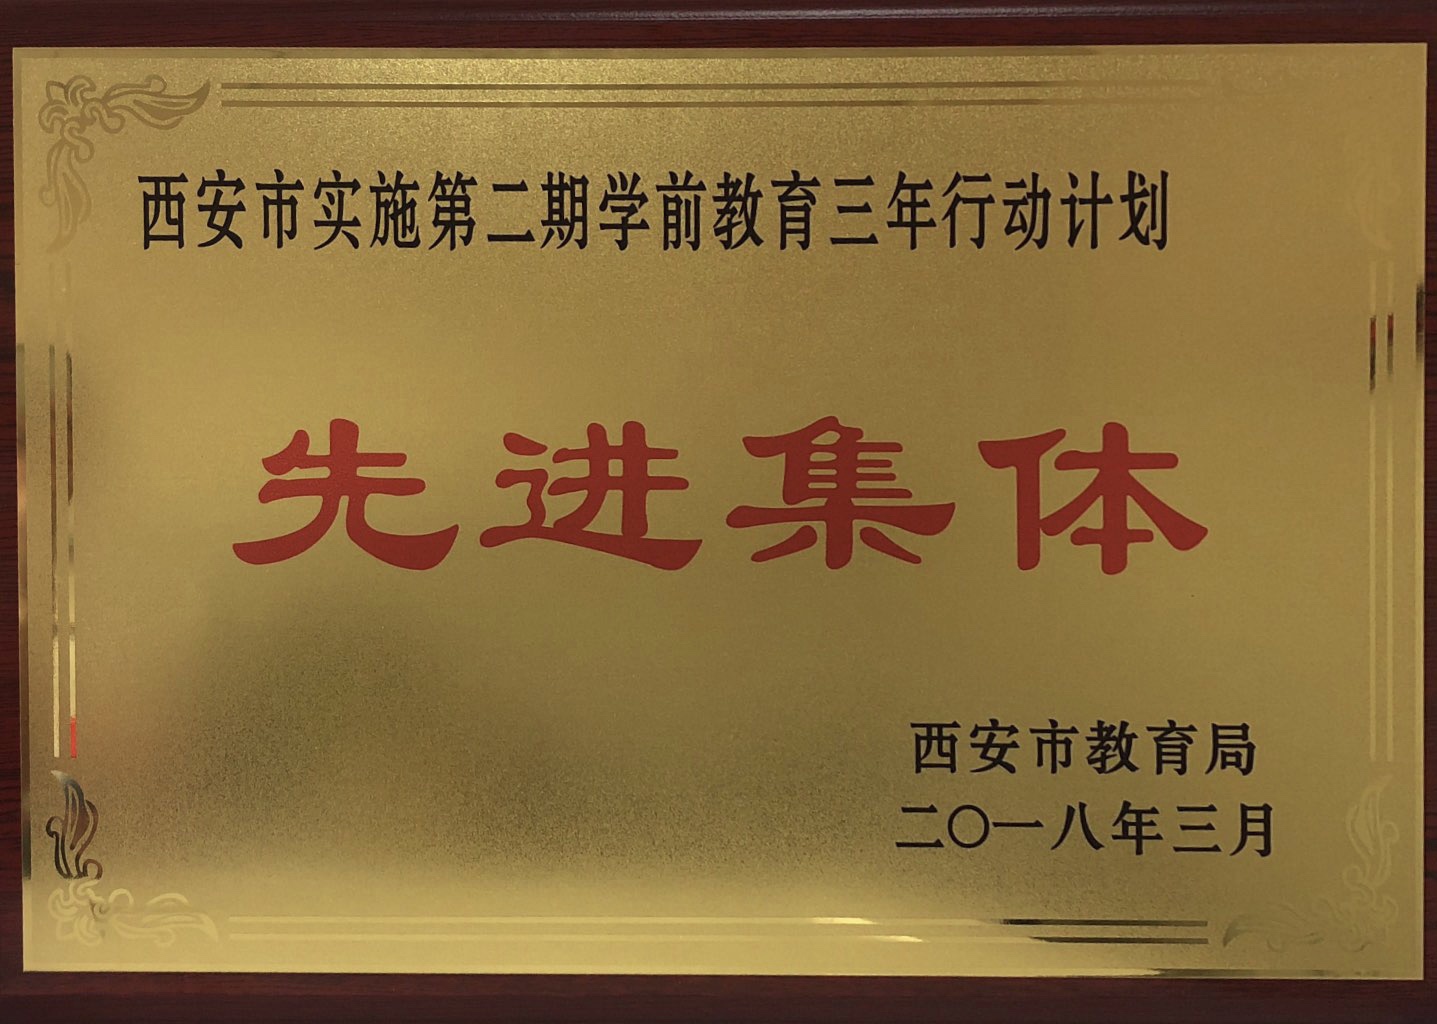 西安市实施第二期学前教育三年行动计划
先进集体
西安市教育局
二〇一八年三月